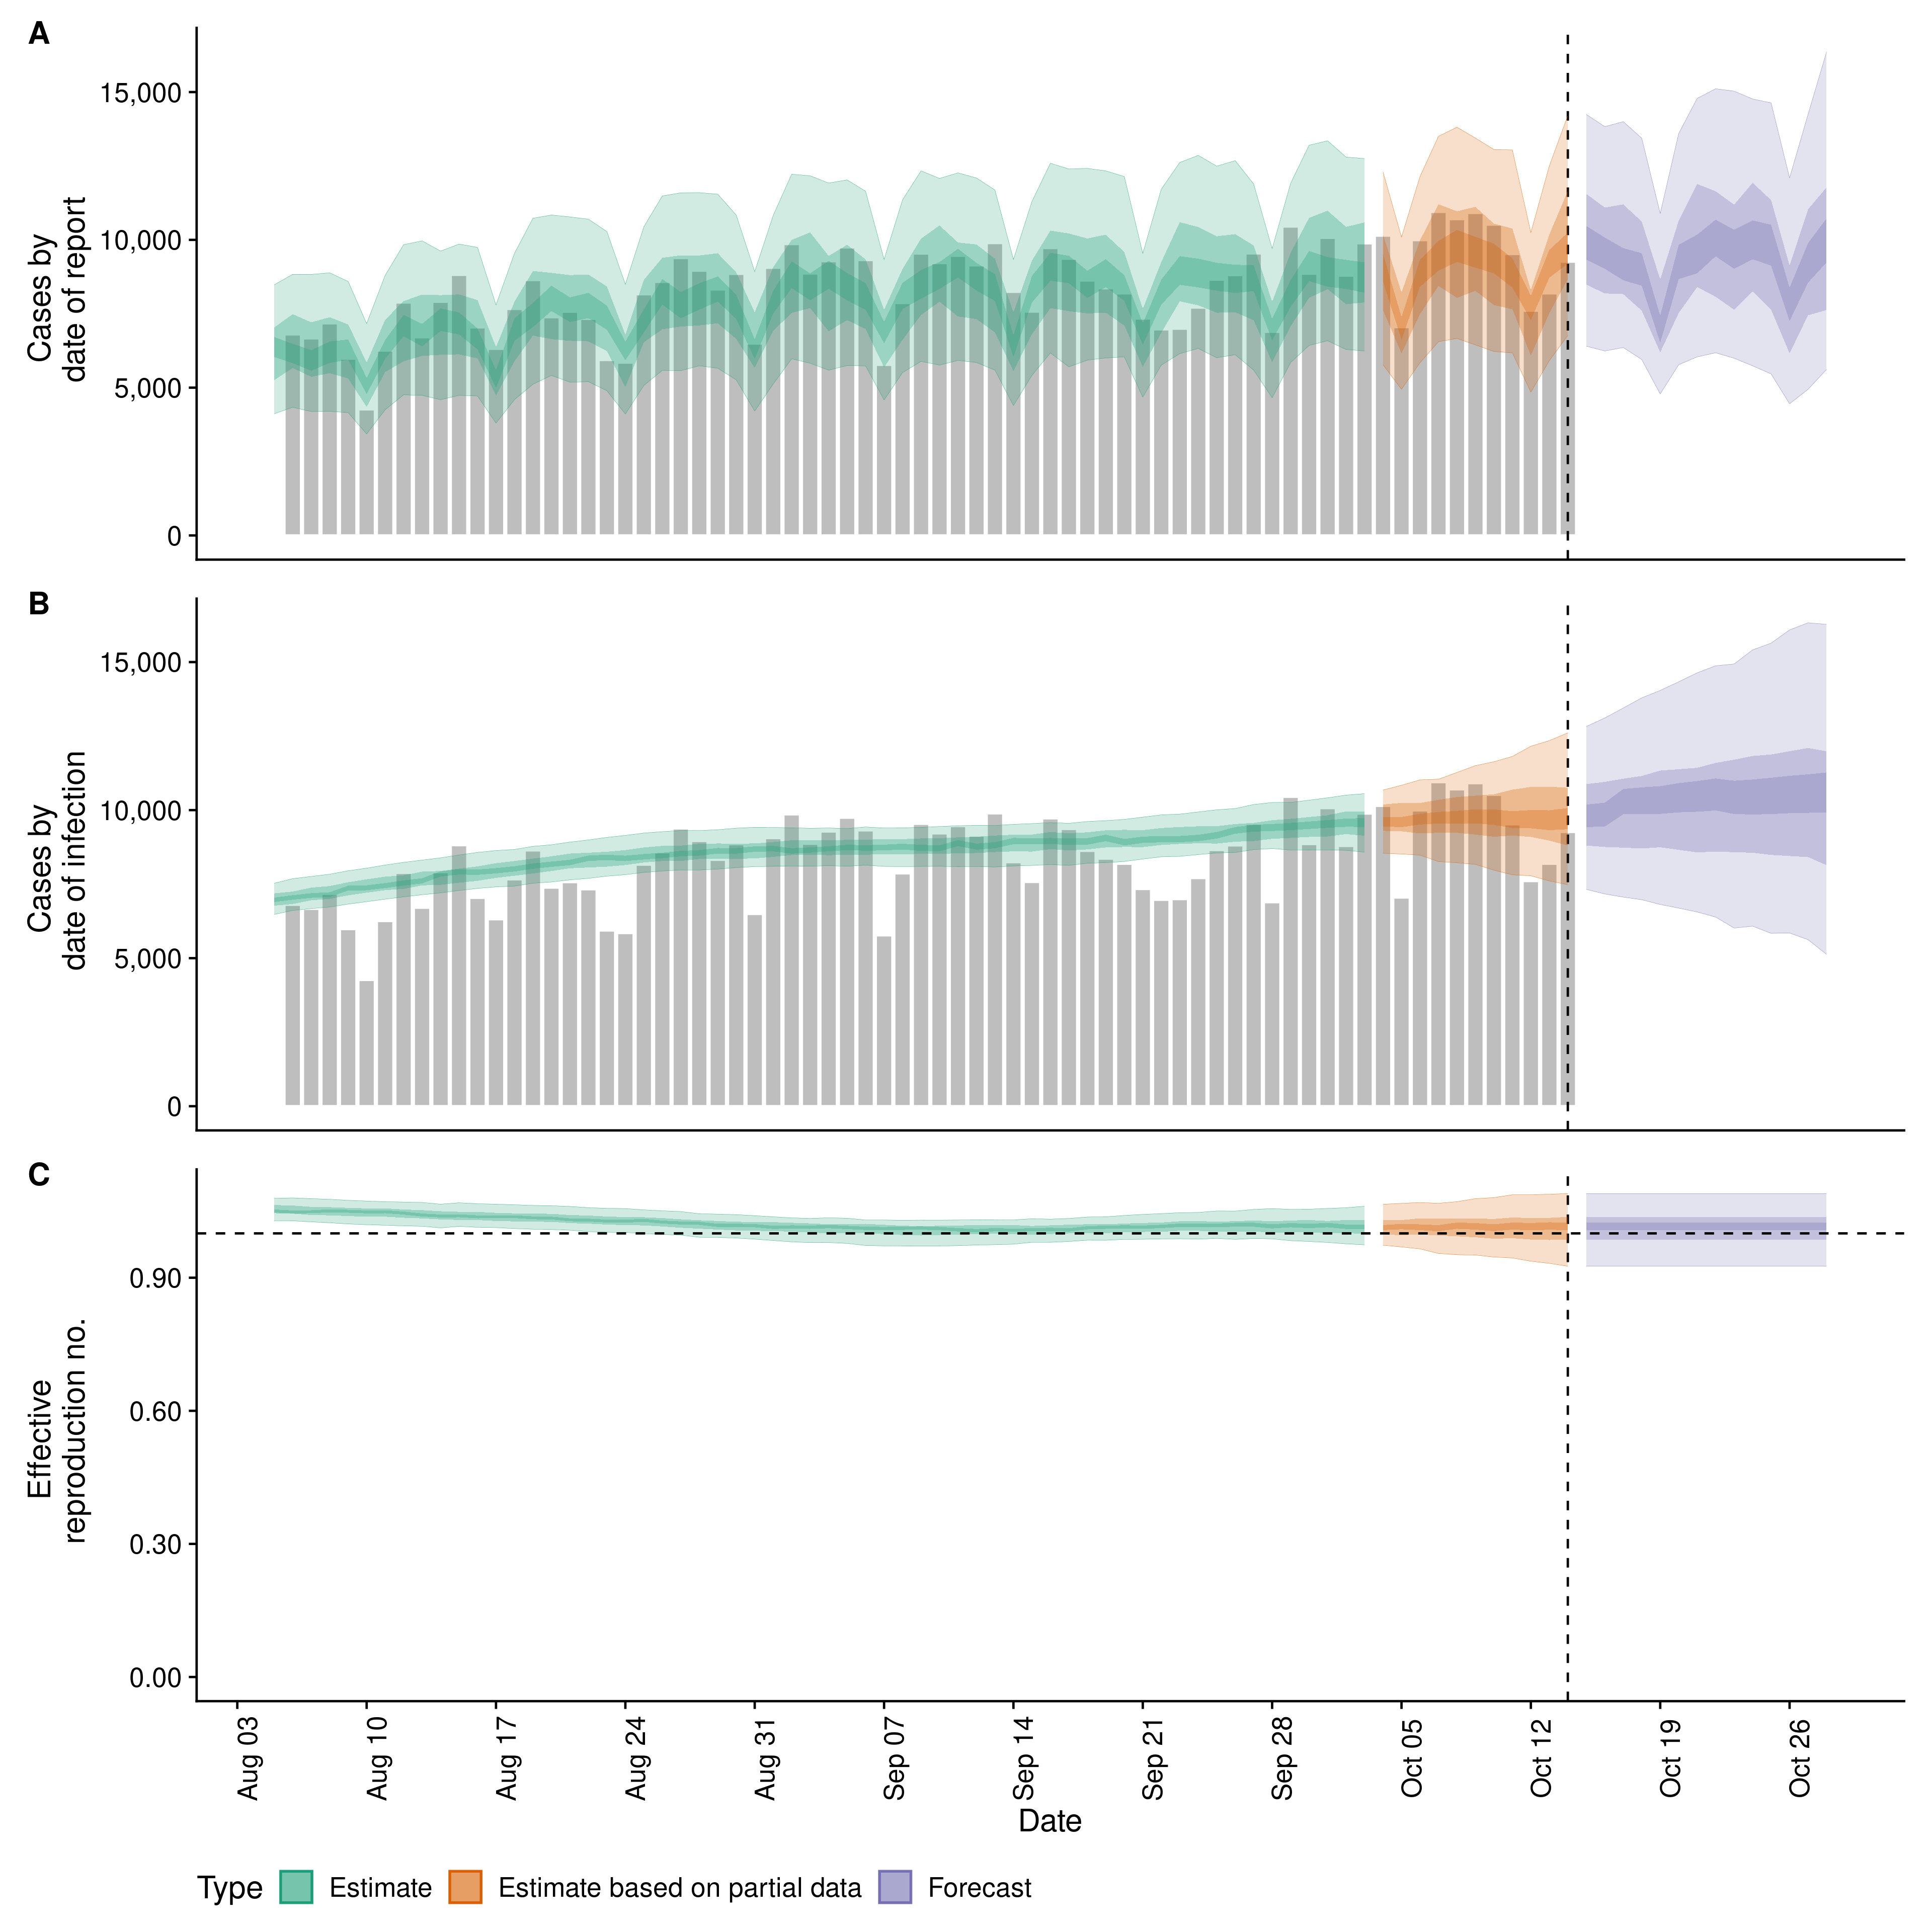 A
Cases by
date of report
15,000
10,000
5,000
0
B
Cases by
date of infection
15,000
10,000
5,000
0
C
Effective
reproduction no.
0.90
0.60
0.30
0.00
Aug 03
Aug 10
Aug 17
Aug 24
Aug 31
Sep 07
Sep 14
Sep 21
Sep 28
Oct 05
Oct 12
Oct 19
Oct 26
Date
Type Estimate Estimate based on partial data Forecast